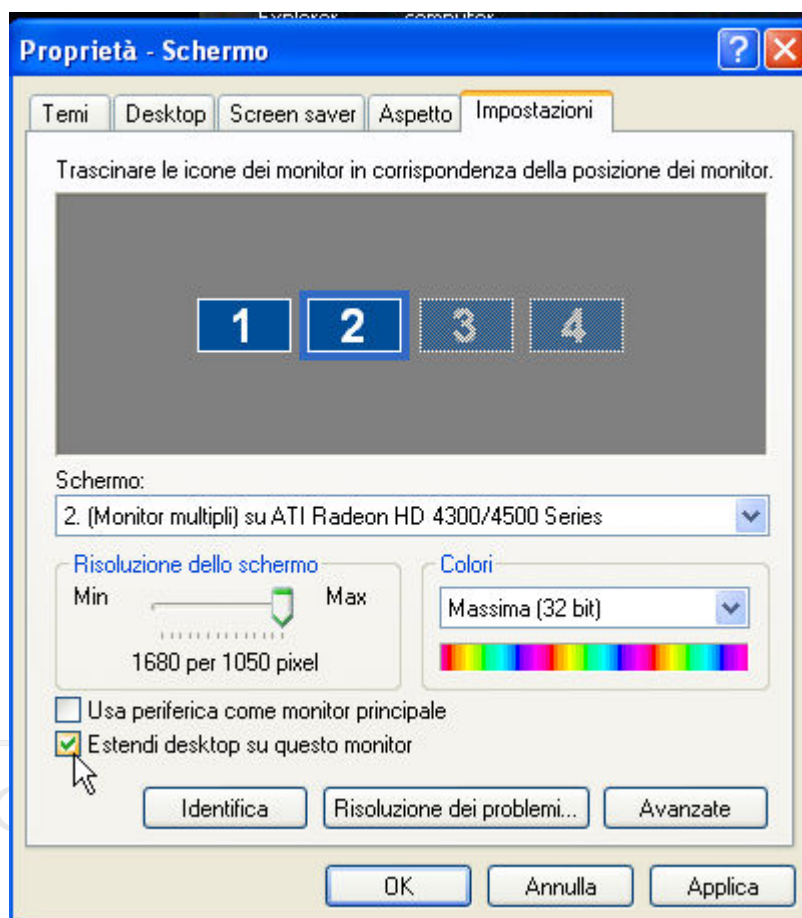 Explorer computer
Proprietà - Schermo
Temi Desktop Screen saver Aspetto Impostazioni
Trascinare le icone dei monitor in corrispondenza della posizione dei monitor.
1 2 3 4
Schermo:
2. (Monitor multipli) su ATI Radeon HD 4300/4500 Series
Risoluzione dello schermo Colori
Min Max Massima (32 bit)
1680 per 1050 pixel
Usa periferica come monitor principale
Estendi desktop su questo monitor
Identifica Risoluzione dei problemi... Avanzate
OK Annulla Applica